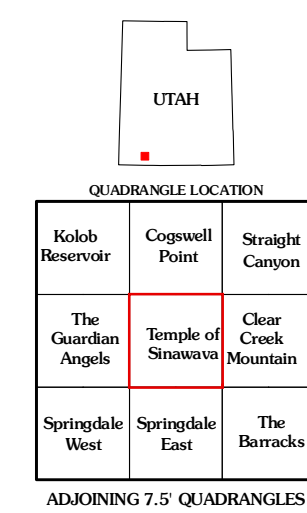 UTAH
QUADRANGLE LOCATION
Kolob
Reservoir
Cogswell
Point
Straight
Canyon
The
Guardian
Angels
Temple of
Sinawava
Clear
Creek
Mountain
Springdale
West
Springdale
East
The
Barracks
ADJOINING 7.5' QUADRANGLES